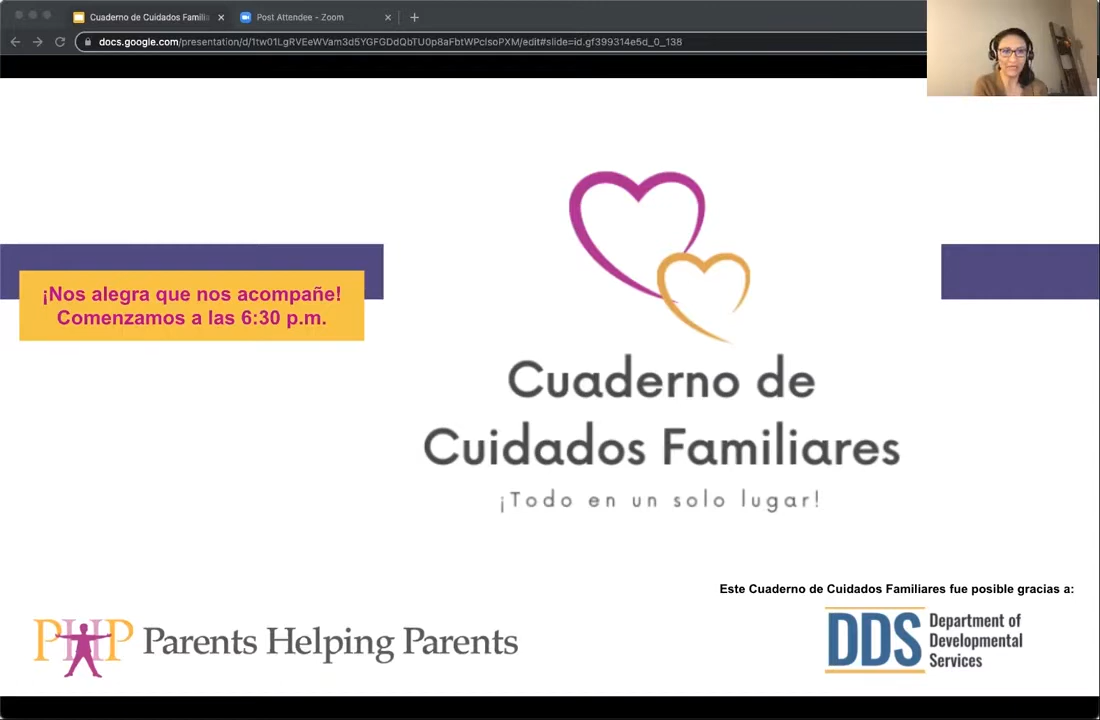 Cuaderno de Cuidados Famili
Post Attendee - Zoom
docs.google.com/presentation/d/1tw01LgRVEeWVam3d5YGFGDdQbTU0p8aFbtWPclsoPXM/edit#slide=id.gf399314e5d_0_138
¡Nos alegra que nos acompañe!
Comenzamos a las 6:30 p.m.
Cuaderno de
Cuidados Familiares
¡Todo en un solo lugar!
Este Cuaderno de Cuidados Familiares fue posible gracias a:
PHP Parents Helping Parents
DDS Department of
Developmental
Services